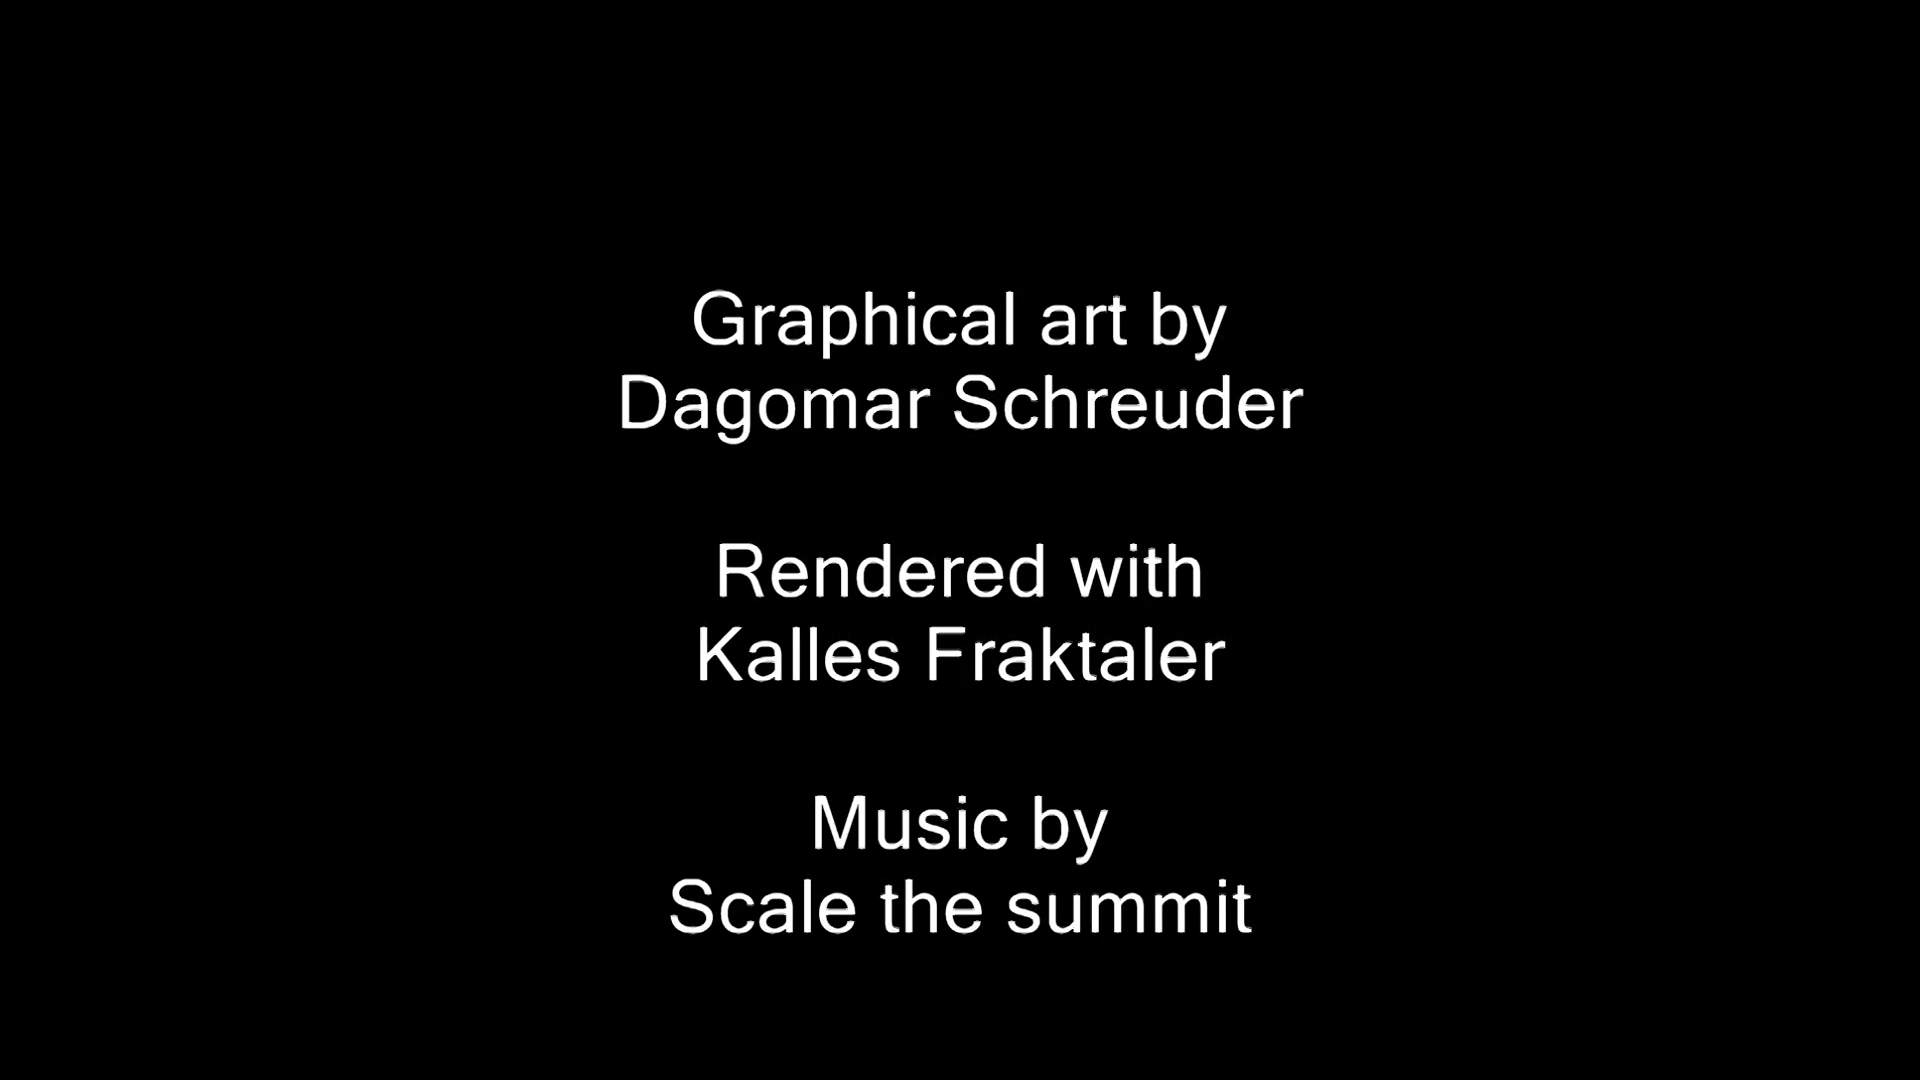 Graphical art by
Dagomar Schreuder
Rendered with
Kalles Fraktaler
Music by
Scale the summit